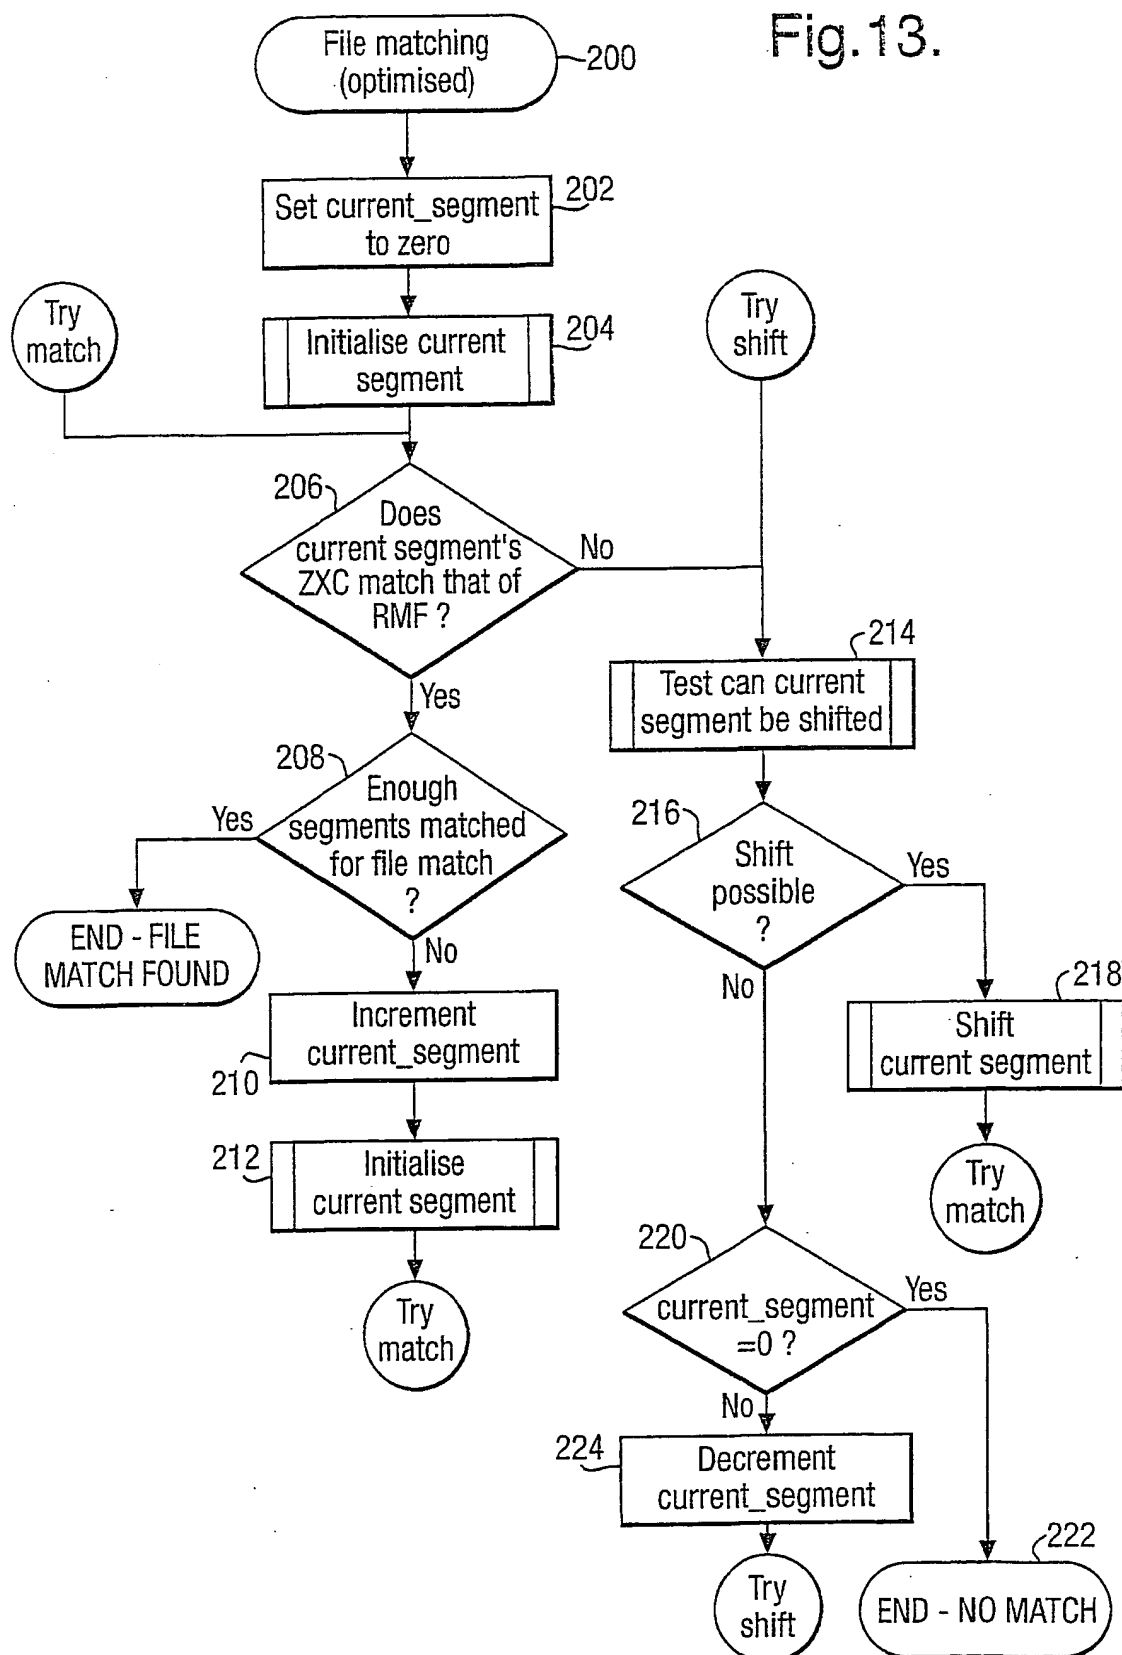 Fig.13.
File matching
(optimised)
200
Set current_segment
to zero
202
Try
match
Initialise current
segment
204
Try
shift
206
Does
current segment's
ZXC match that of
RMF ?
No
Yes
214
Test can current
segment be shifted
208
Enough
segments matched
for file match
?
Yes
No
216
Shift
possible
?
Yes
No
END - FILE
MATCH FOUND
Increment
current_segment
210
218
Shift
current segment
212
Initialise
current segment
Try
match
Try
match
220
current_segment
=0 ?
Yes
No
224
Decrement
current_segment
222
Try
shift
END - NO MATCH